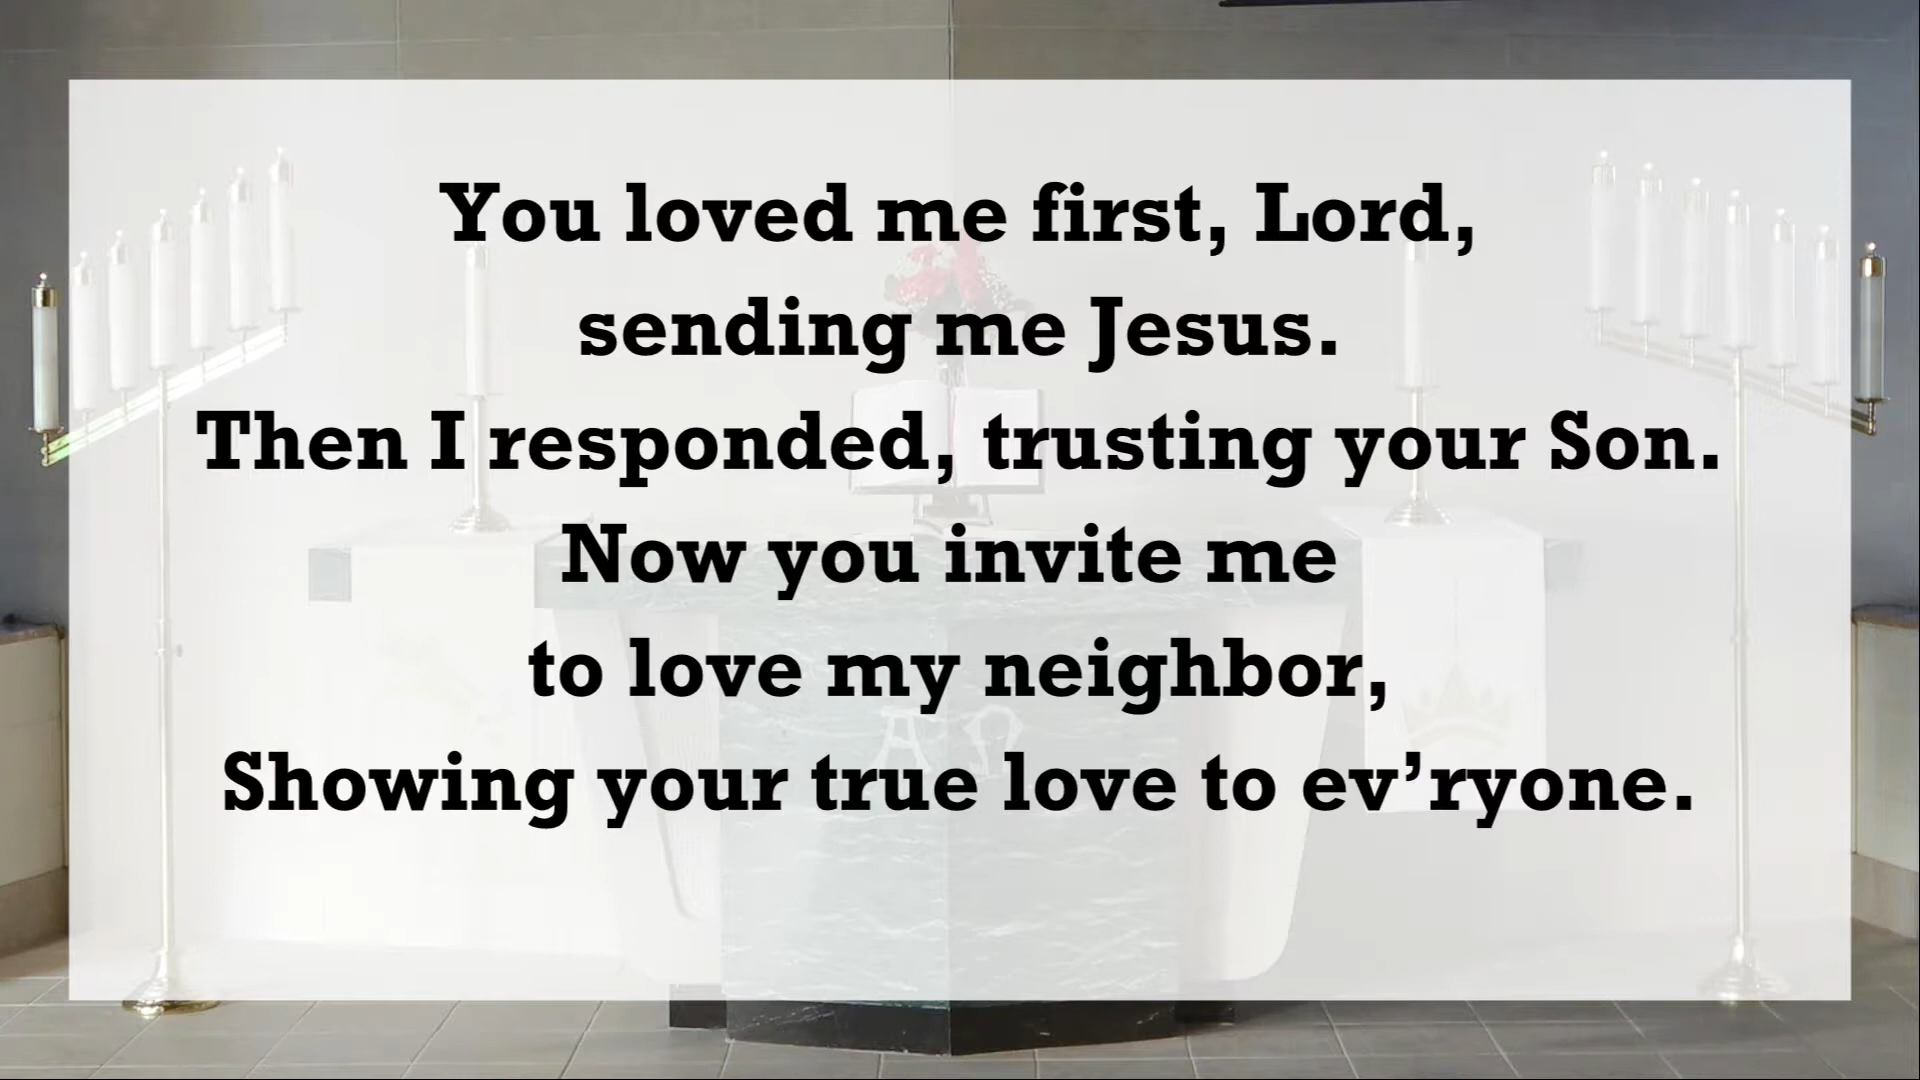 You loved me first, Lord,
sending me Jesus.
Then I responded, trusting your Son.
Now you invite me
to love my neighbor,
Showing your true love to ev’ryone.
Α Ω